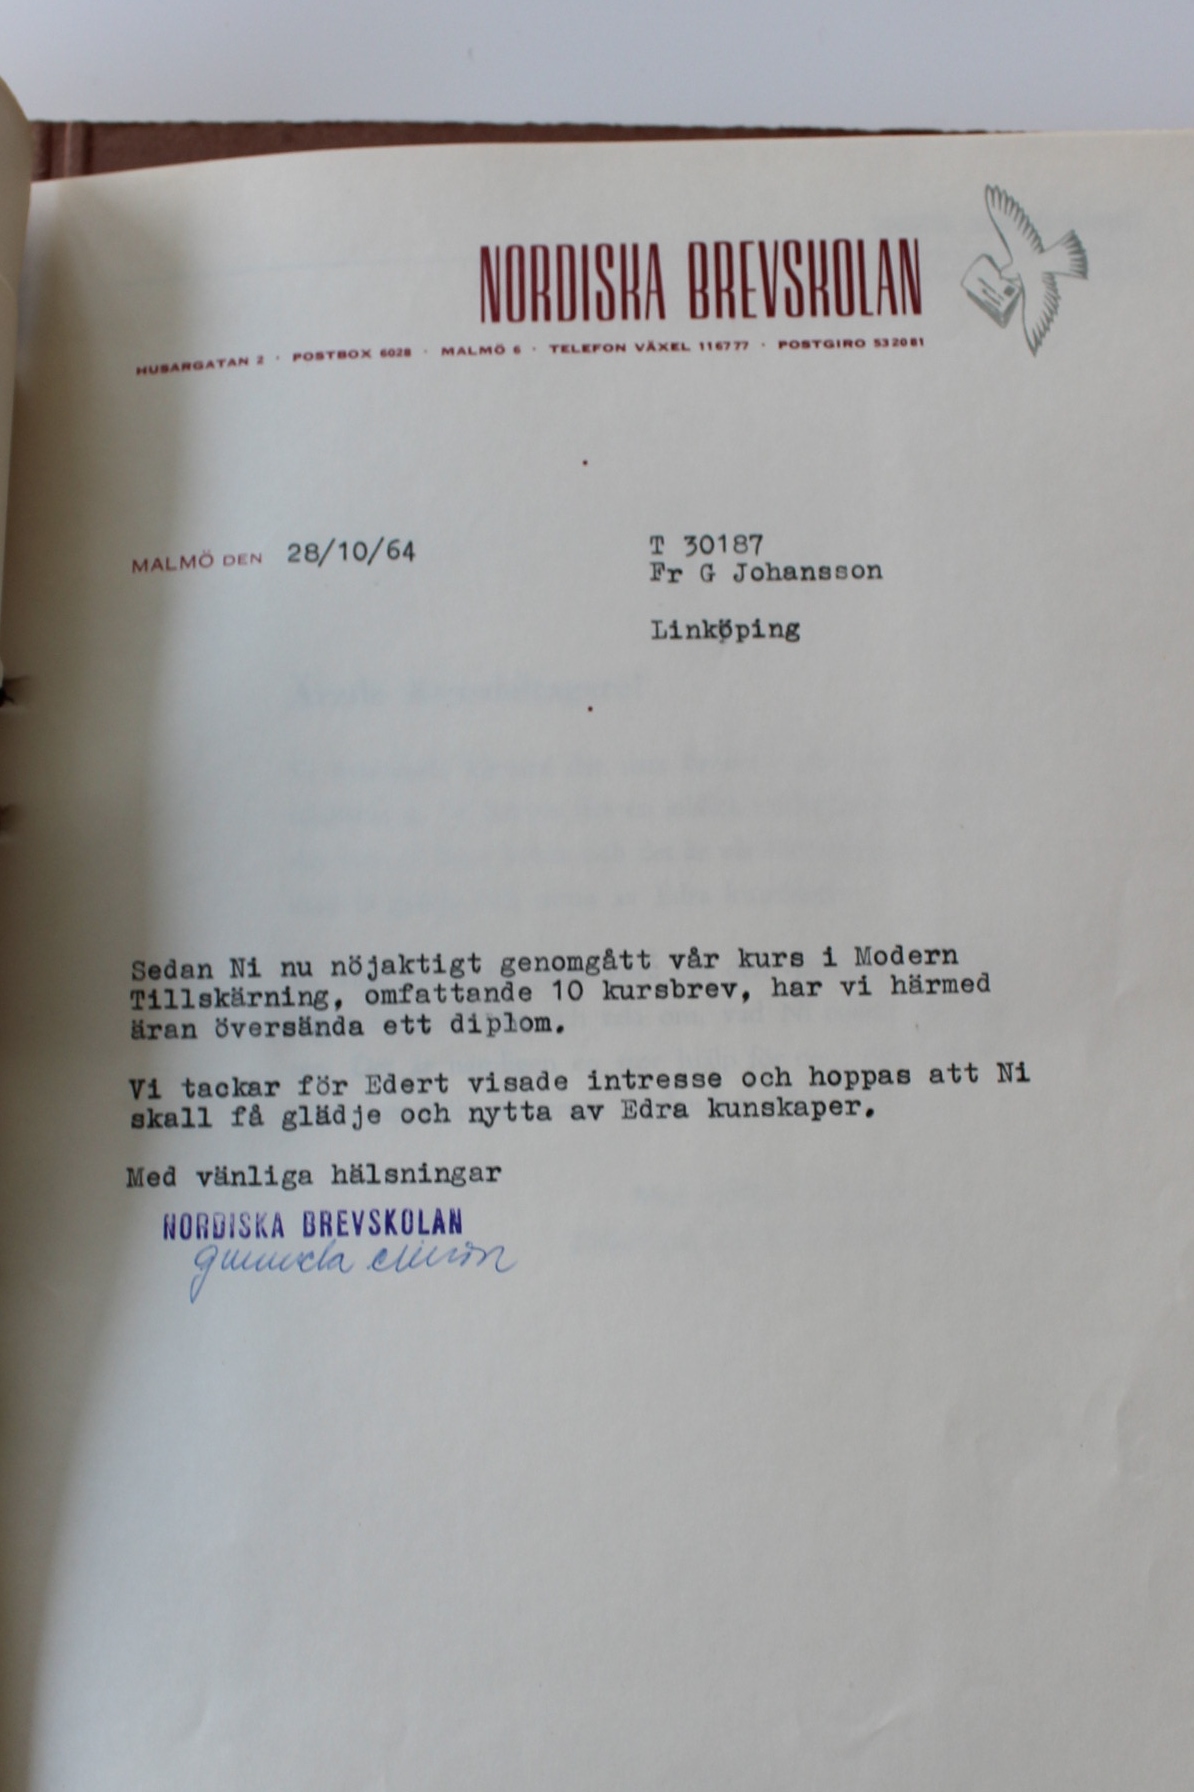 NORDISKA BREVSKOLAN
HUSARGATAN 2 · POSTBOX 6028 · MALMÖ 6 · TELEFON VÄXEL 116777 · POSTGIRO 532081
MALMÖ DEN 28/10/64
T 30187
Fr G Johansson
Linköping
Sedan Ni nu nöjaktigt genomgått vår kurs i Modern
Tillskärning, omfattande 10 kursbrev, har vi härmed
äran översända ett diplom.
Vi tackar för Edert visade intresse och hoppas att Ni
skall få glädje och nytta av Edra kunskaper.
Med vänliga hälsningar
NORDISKA BREVSKOLAN